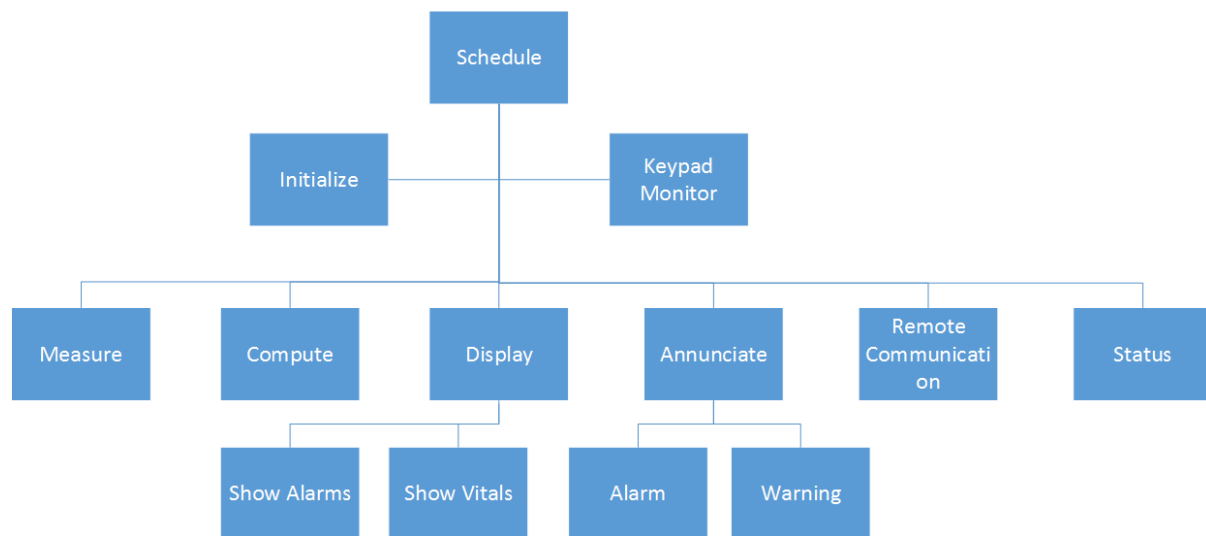 Schedule
Initialize
Keypad
Monitor
Measure
Compute
Display
Annunciate
Remote
Communicati
on
Status
Show Alarms
Show Vitals
Alarm
Warning